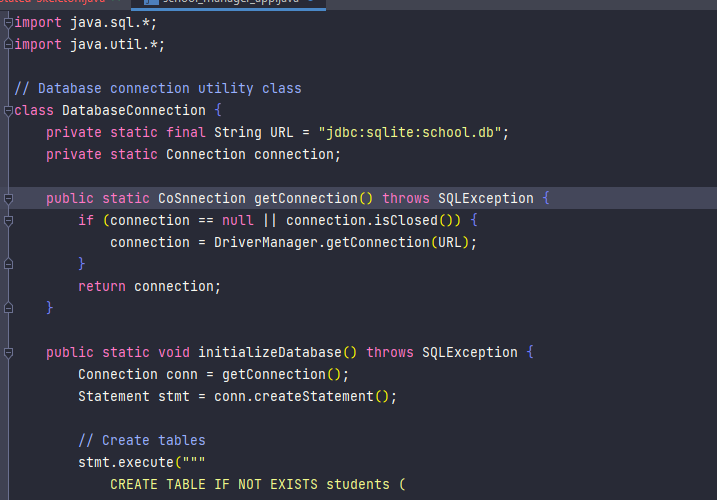 school_manager_app.java
import java.sql.*;
import java.util.*;
// Database connection utility class
class DatabaseConnection {
    private static final String URL = "jdbc:sqlite:school.db";
    private static Connection connection;
    public static CoSnnection getConnection() throws SQLException {
        if (connection == null || connection.isClosed()) {
            connection = DriverManager.getConnection(URL);
        }
        return connection;
    }
    public static void initializeDatabase() throws SQLException {
        Connection conn = getConnection();
        Statement stmt = conn.createStatement();
        // Create tables
        stmt.execute("""
            CREATE TABLE IF NOT EXISTS students (